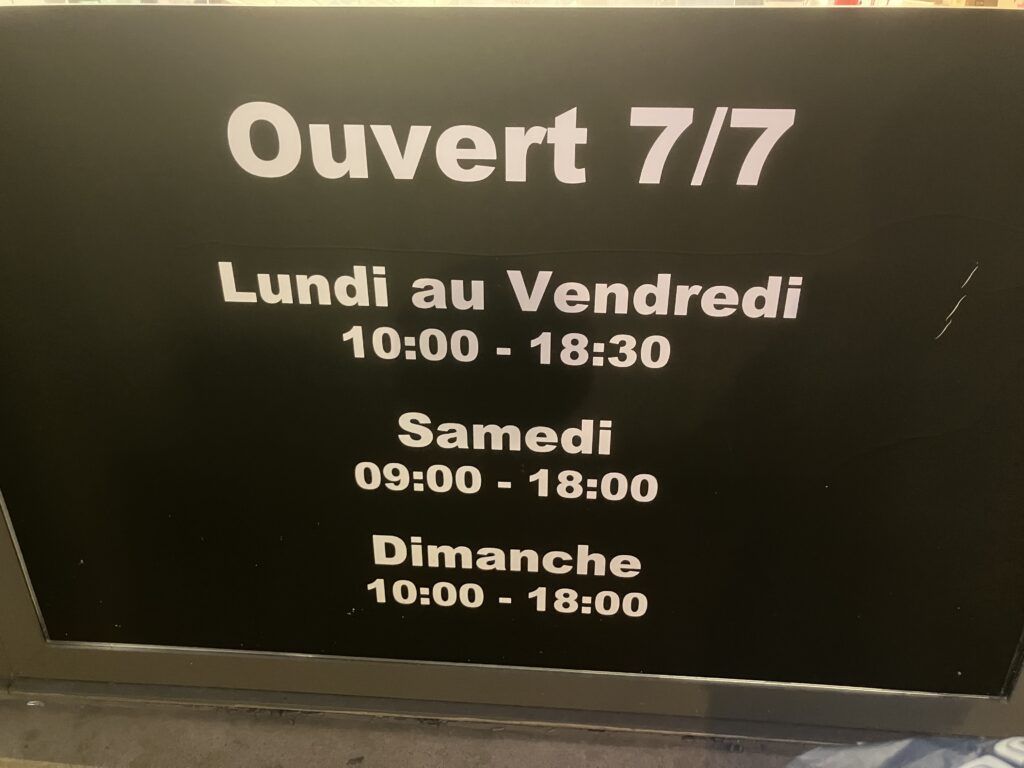 Ouvert 7/7
Lundi au Vendredi
10:00 - 18:30
Samedi
09:00 - 18:00
Dimanche
10:00 - 18:00